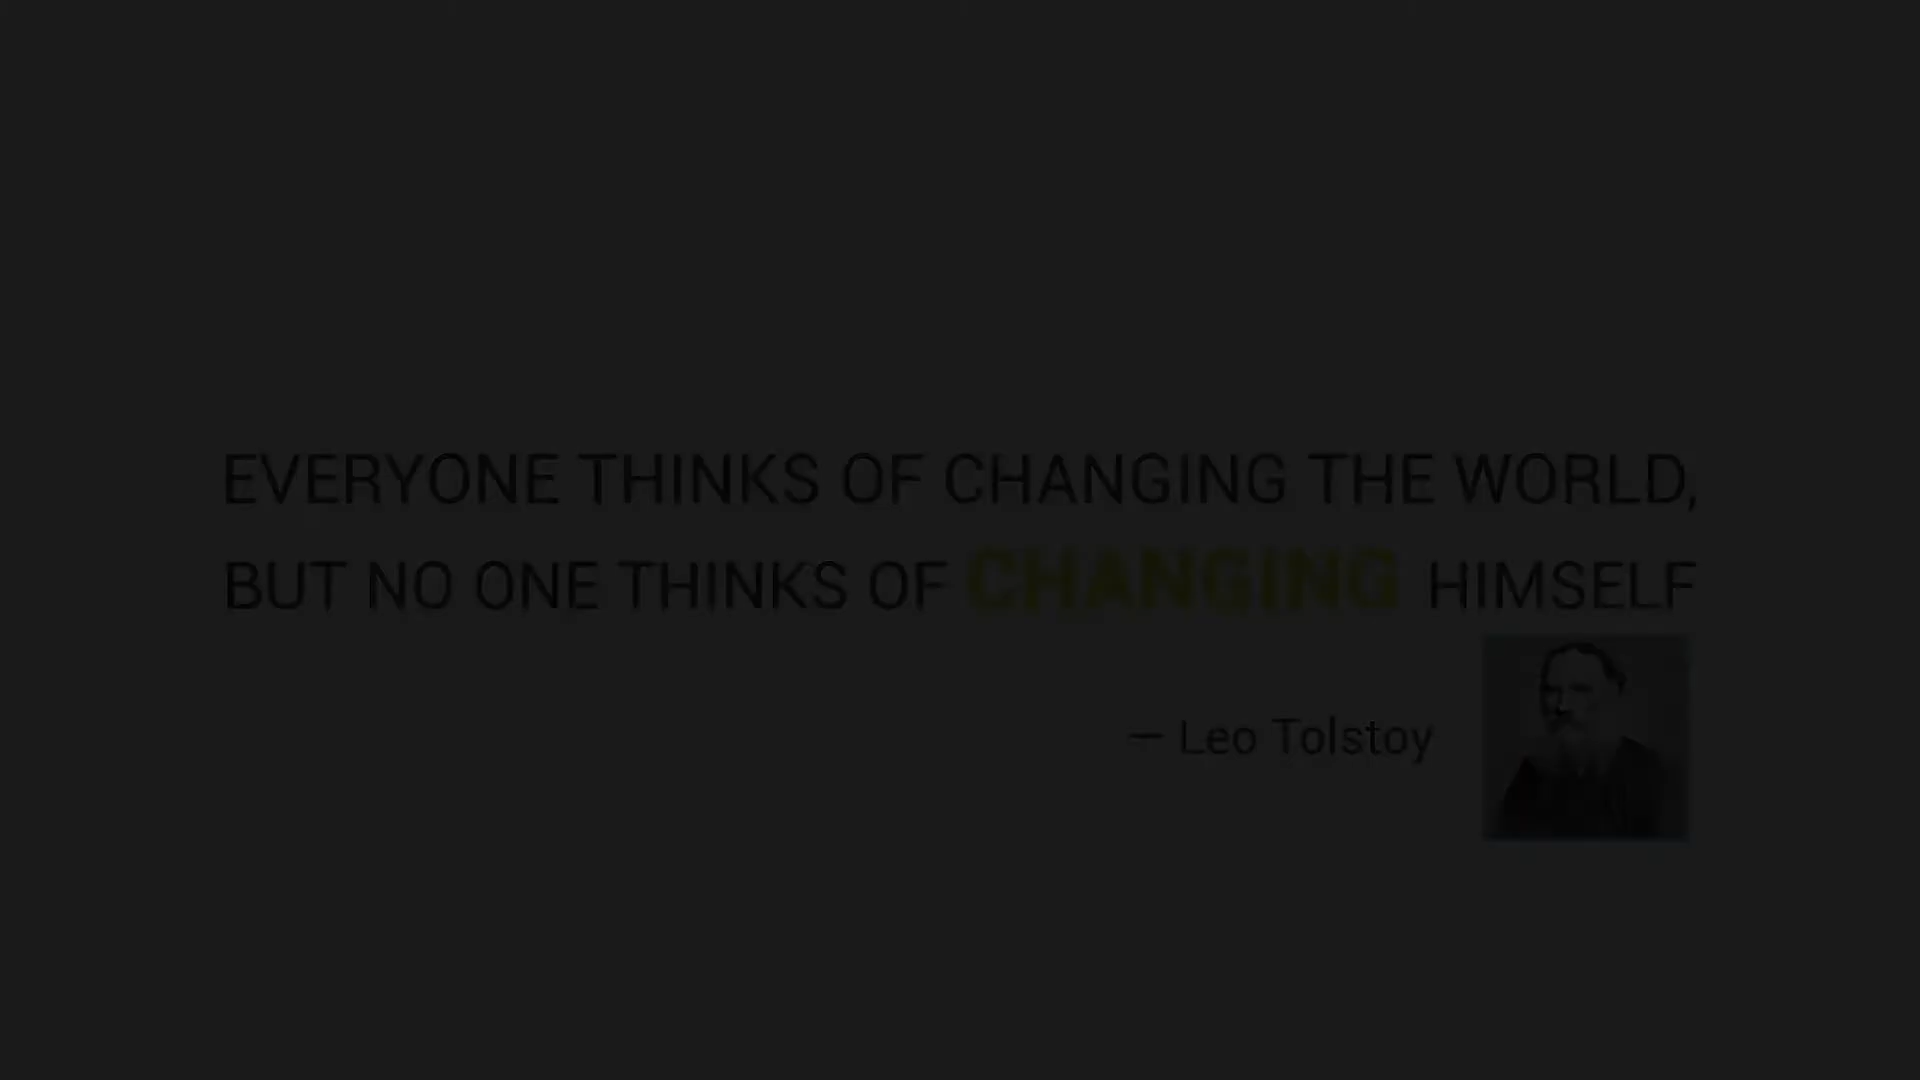 EVERYONE THINKS OF CHANGING THE WORLD,
BUT NO ONE THINKS OF CHANGING HIMSELF
— Leo Tolstoy